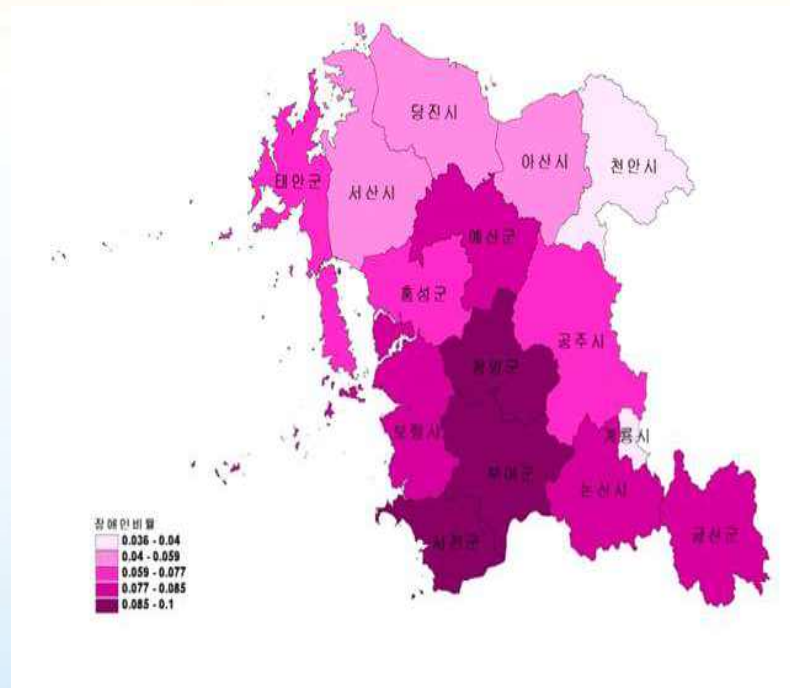 당진시
아산시
천안시
태안군
서산시
예산군
홍성군
공주시
청양군
계룡시
보령시
부여군
논산시
금산군
서천군
장애인비율
0.036 - 0.04
0.04 - 0.059
0.059 - 0.077
0.077 - 0.085
0.085 - 0.1